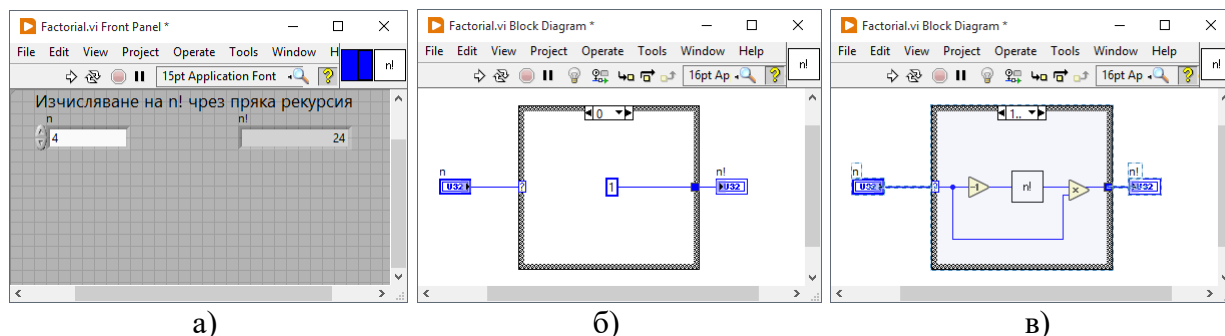 Factorial.vi Front Panel *
File Edit View Project Operate Tools Window
15pt Application Font
n!
Изчисляване на n! чрез пряка рекурсия
n
n!
4
24
а)
Factorial.vi Block Diagram *
File Edit View Project Operate Tools Window Help
16pt Ap
n!
0
n
U32
?
1
n!
U32
б)
Factorial.vi Block Diagram *
File Edit View Project Operate Tools Window Help
16pt Ap
n!
1..
n
U32
?
-1
n!
x
n!
U32
в)